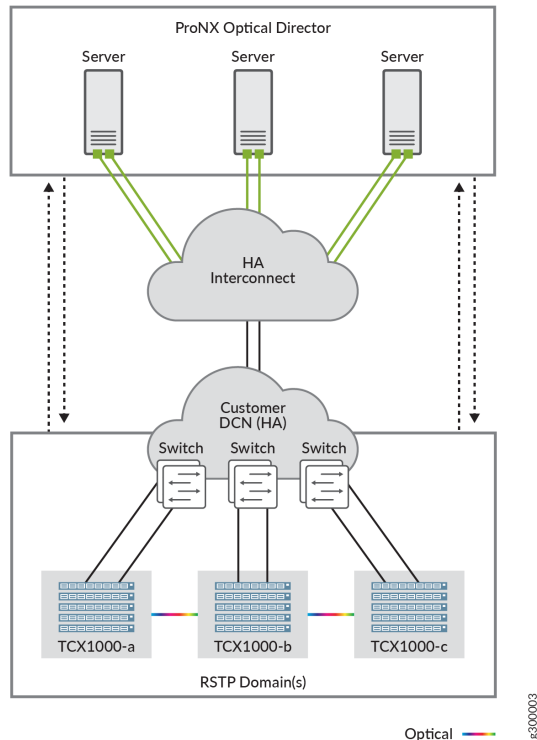 ProNX Optical Director
Server
Server
Server
HA
Interconnect
Customer
DCN (HA)
Switch
Switch
Switch
TCX1000-a
TCX1000-b
TCX1000-c
RSTP Domain(s)
Optical
g300003